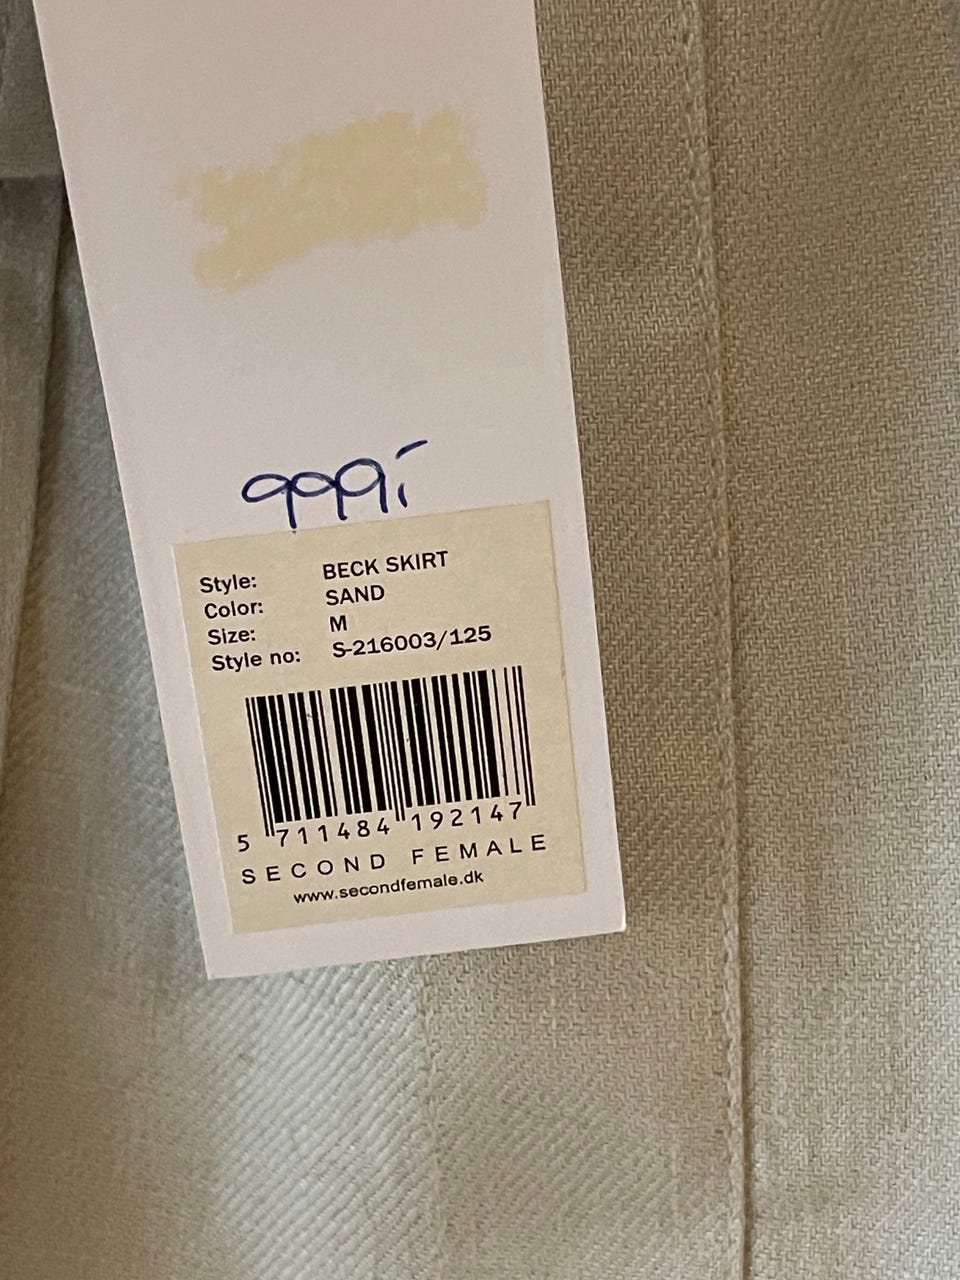 999,-
Style: BECK SKIRT
Color: SAND
Size: M
Style no: S-216003/125
5 711484 192147
SECOND FEMALE
www.secondfemale.dk